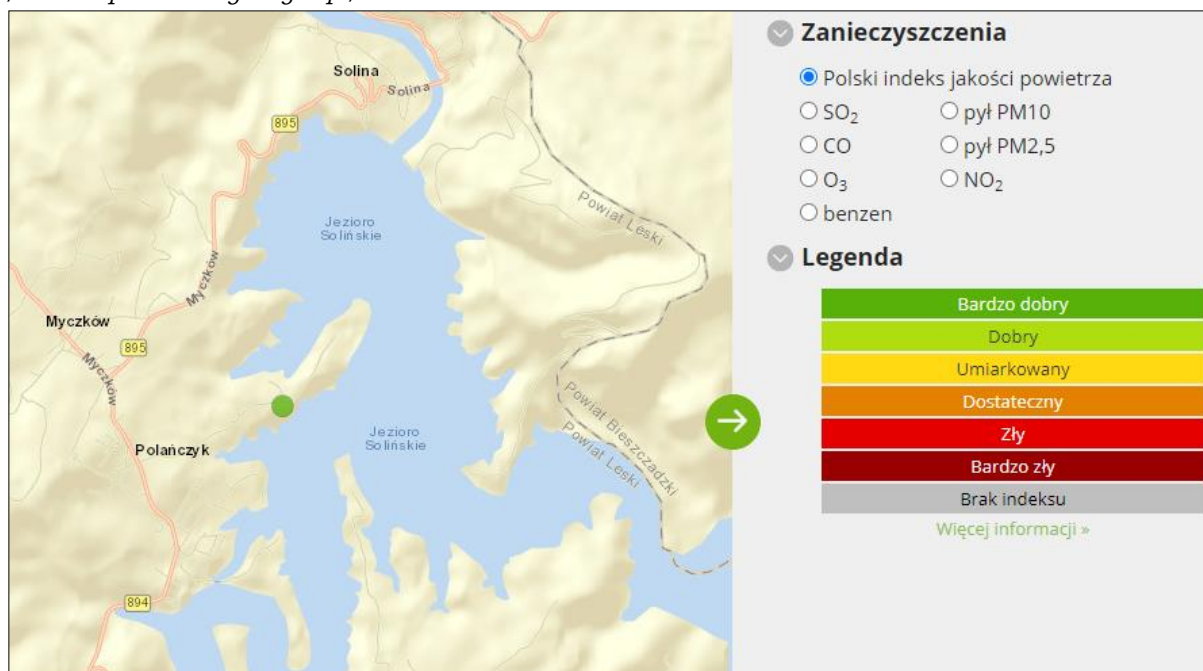 Solina
Solina
895
Jezioro
Solińskie
Powiat Leski
Myczków
Myczków
895
Myczków
Polańczyk
Jezioro
Solińskie
Powiat Bieszczadzki
Powiat Leski
894
Zanieczyszczenia
Polski indeks jakości powietrza
SO₂ pył PM10
CO pył PM2,5
O₃ NO₂
benzen
Legenda
Bardzo dobry
Dobry
Umiarkowany
Dostateczny
Zły
Bardzo zły
Brak indeksu
Więcej informacji »